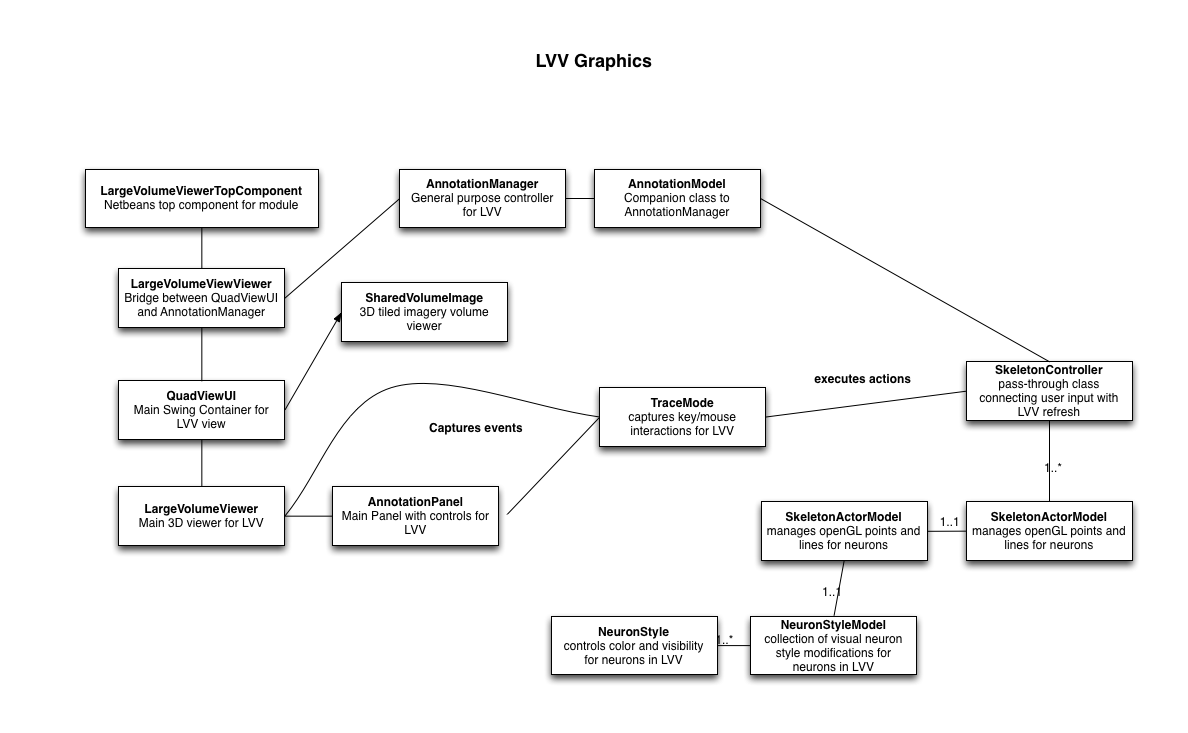 LVV Graphics
LargeVolumeViewerTopComponent
Netbeans top component for module
AnnotationManager
General purpose controller
for LVV
AnnotationModel
Companion class to
AnnotationManager
LargeVolumeViewViewer
Bridge between QuadViewUI
and AnnotationManager
SharedVolumeImage
3D tiled imagery volume
viewer
QuadViewUI
Main Swing Container for
LVV view
TraceMode
captures key/mouse
interactions for LVV
executes actions
SkeletonController
pass-through class
connecting user input with
LVV refresh
Captures events
1..*
LargeVolumeViewer
Main 3D viewer for LVV
AnnotationPanel
Main Panel with controls for
LVV
SkeletonActorModel
manages openGL points and
lines for neurons
1..1
SkeletonActorModel
manages openGL points and
lines for neurons
1..1
NeuronStyle
controls color and visibility
for neurons in LVV
1..*
NeuronStyleModel
collection of visual neuron
style modifications for
neurons in LVV